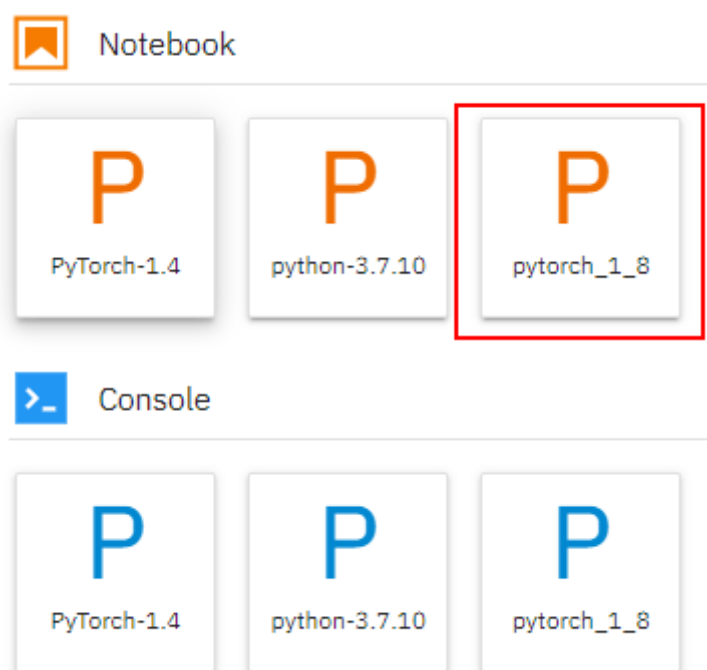 Notebook
P P P
PyTorch-1.4 python-3.7.10 pytorch_1_8
>_ Console
P P P
PyTorch-1.4 python-3.7.10 pytorch_1_8